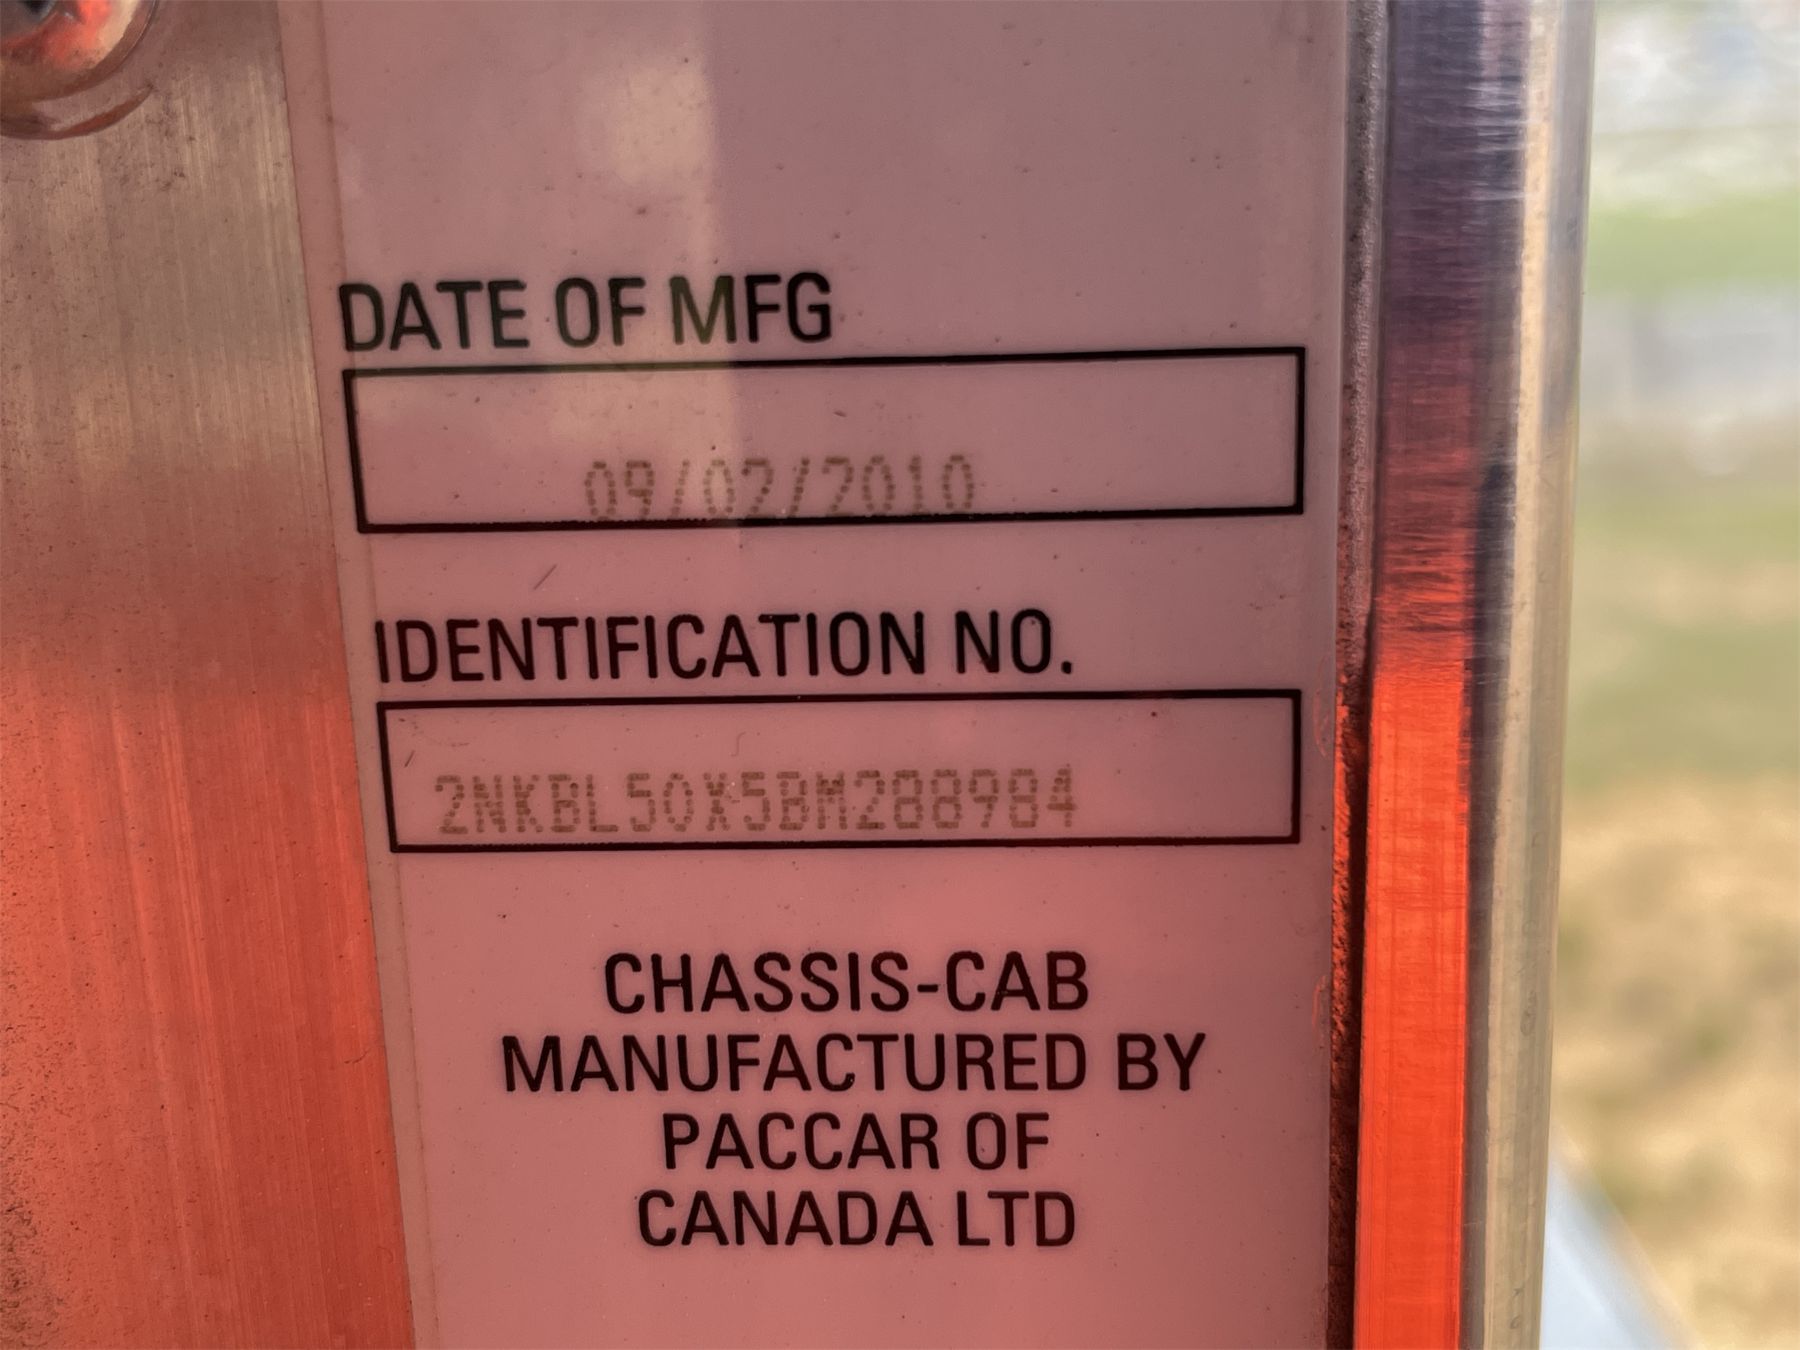 DATE OF MFG
09/02/2010
IDENTIFICATION NO.
2NKBL50X5BM288984
CHASSIS-CAB
MANUFACTURED BY
PACCAR OF
CANADA LTD